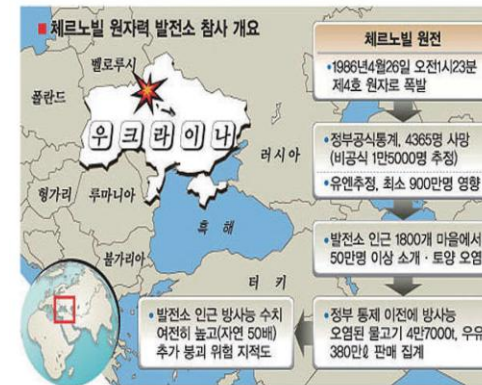 ■ 체르노빌 원자력 발전소 참사 개요
벨로루시
폴란드
우크라이나
러시아
헝가리
루마니아
흑해
불가리아
터키
체르노빌 원전
•1986년4월26일 오전1시23분
제4호 원자로 폭발
•정부공식통계, 4365명 사망
(비공식 1만5000명 추정)
•유엔추정, 최소 900만명 영향
•발전소 인근 1800개 마을에서
50만명 이상 소개·토양 오염
•정부 통제 이전에 방사능
오염된 물고기 4만7000t, 우유
380만ℓ 판매 집계
•발전소 인근 방사능 수치
여전히 높고(자연 50배)
추가 붕괴 위험 지적도